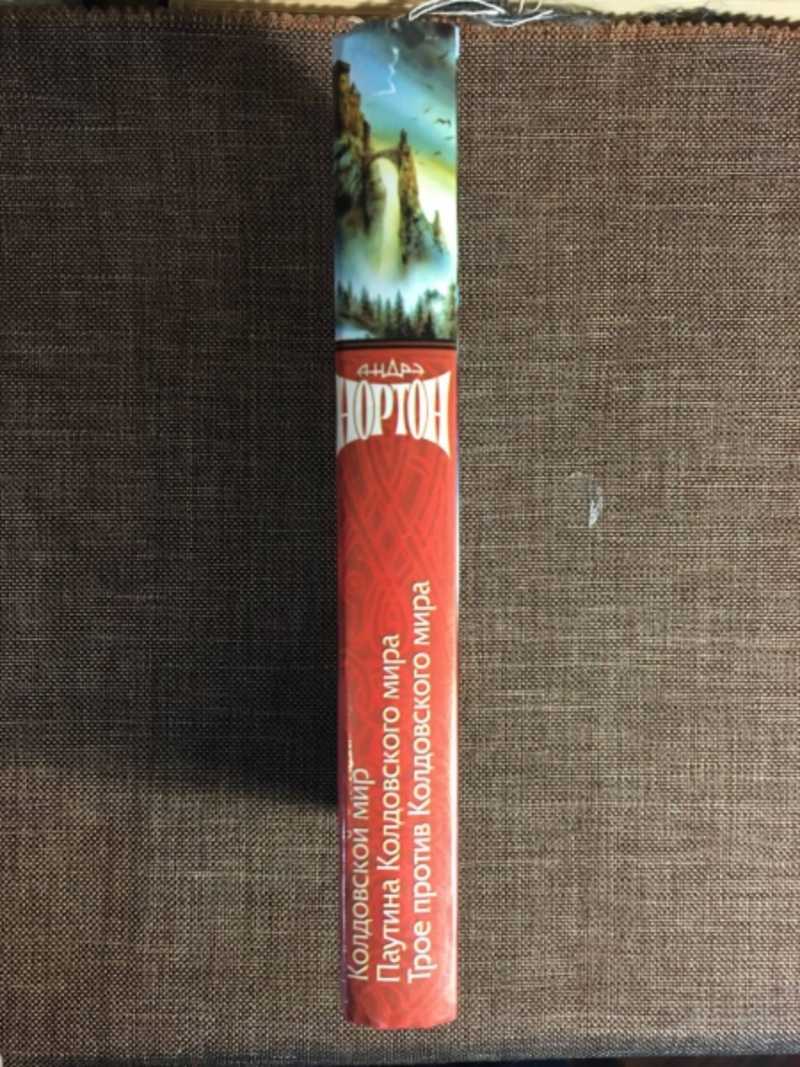 АНДРЭ
НОРТОН
Колдовской мир
Паутина Колдовского мира
Трое против Колдовского мира